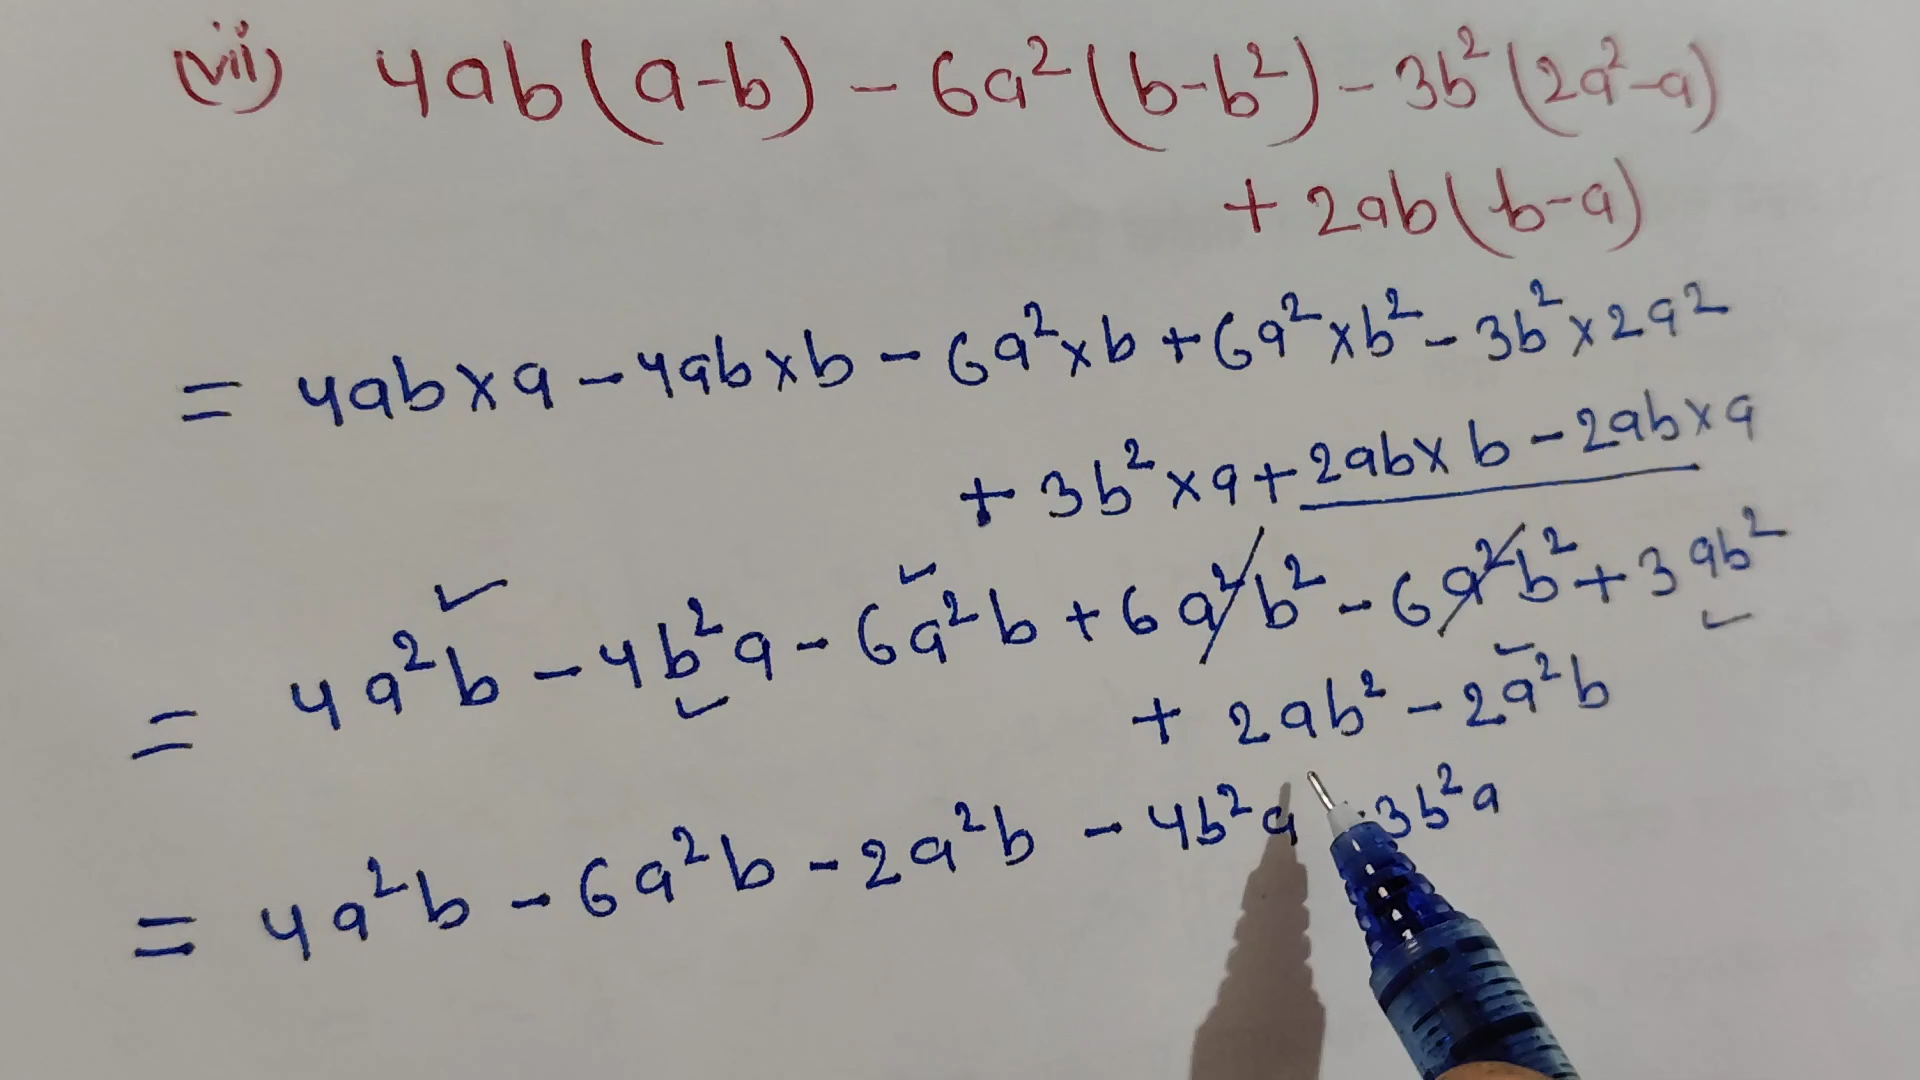 (viii) 4ab(a-b) - 6a²(b-b²) - 3b²(2a²-a)
+ 2ab(b-a)
= 4ab×a - 4ab×b - 6a²×b + 6a²×b² - 3b²×2a²
+ 3b²×a + 2ab×b - 2ab×a
= 4a²b - 4b²a - 6a²b + 6a²b² - 6a²b² + 3ab²
+ 2ab² - 2a²b
= 4a²b - 6a²b - 2a²b - 4b²a 3b²a